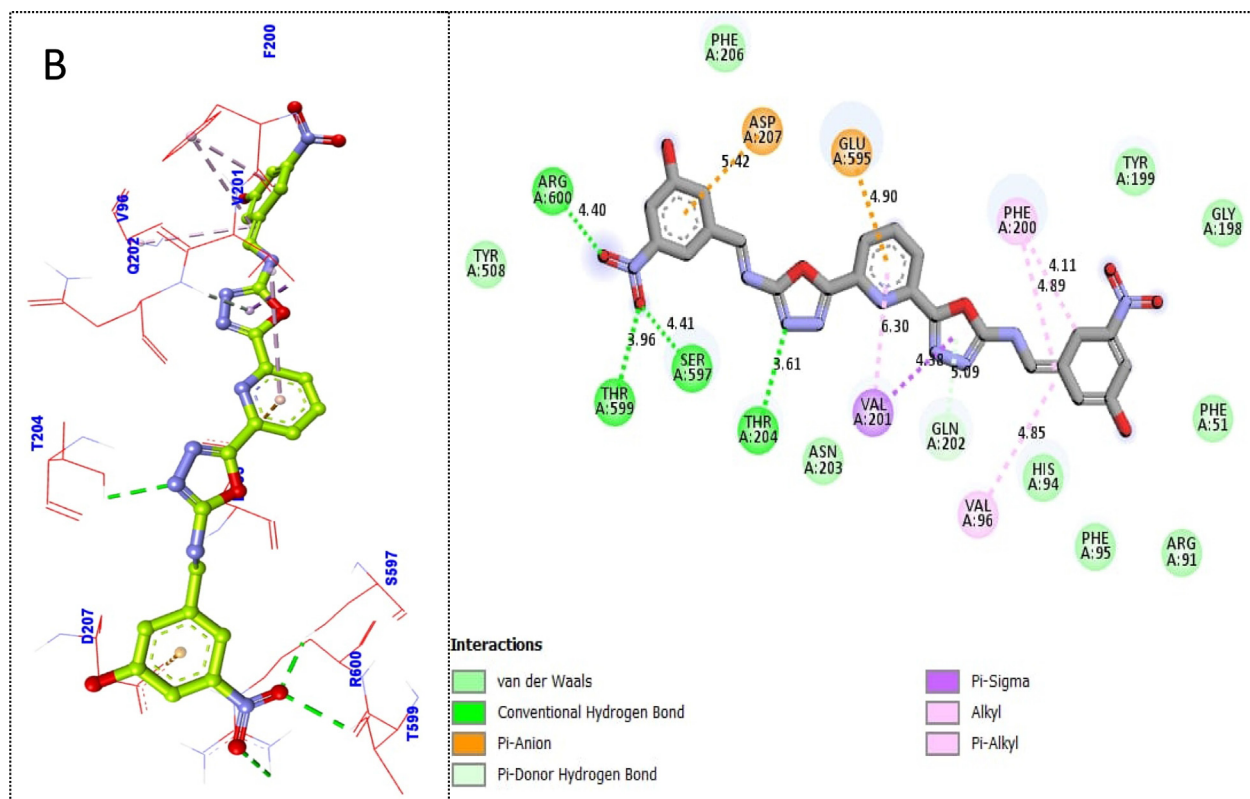 B
F200
V201
V96
Q202
T204
S597
D207
R600
T599
PHE
A:206
ASP
A:207
GLU
A:595
5.42
TYR
A:199
ARG
A:600
4.40
4.90
PHE
A:200
GLY
A:198
TYR
A:508
4.11
4.89
4.41
3.96
6.30
SER
A:597
3.61
4.38
5.09
THR
A:599
THR
A:204
VAL
A:201
GLN
A:202
PHE
A:51
ASN
A:203
4.85
HIS
A:94
VAL
A:96
PHE
A:95
ARG
A:91
Interactions
van der Waals
Conventional Hydrogen Bond
Pi-Anion
Pi-Donor Hydrogen Bond
Pi-Sigma
Alkyl
Pi-Alkyl